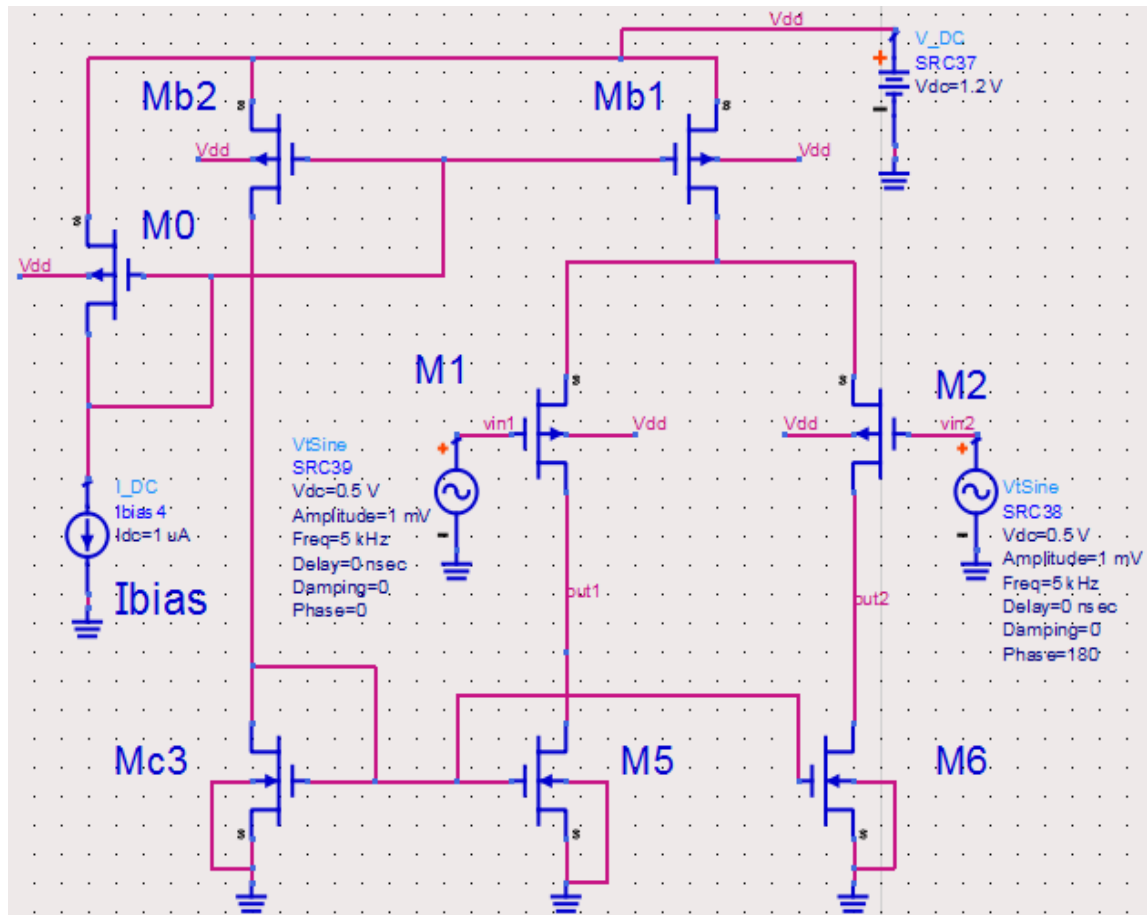 Vdd
V_DC
SRC37
Vdc=1.2 V
Mb2
Mb1
s
s
Vdd
Vdd
M0
s
Vdd
M1
M2
s
s
vin1
Vdd
Vdd
vin2
VtSine
SRC39
Vdc=0.5 V
Amplitude=1 mV
Freq=5 kHz
Delay=0 nsec
Damping=0
Phase=0
VtSine
SRC38
Vdc=0.5 V
Amplitude=1 mV
Freq=5 kHz
Delay=0 nsec
Damping=0
Phase=180
I_DC
Ibias4
Idc=1 uA
Ibias
out1
out2
Mc3
M5
M6
s
s
s